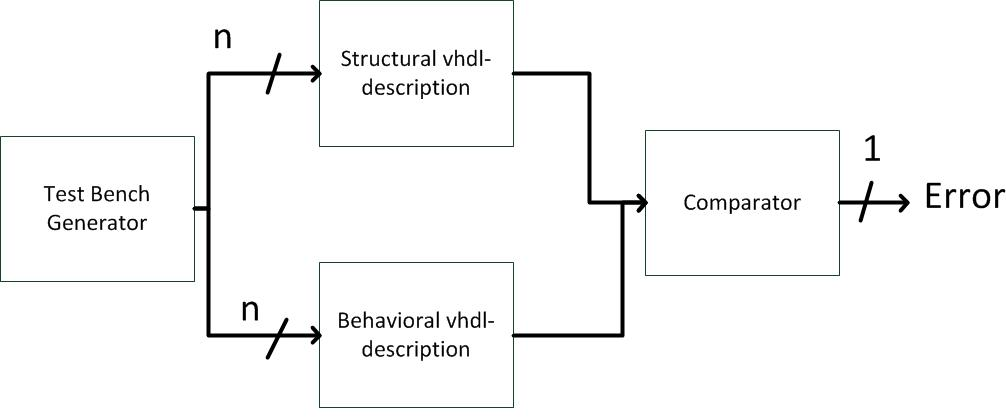 n
Structural vhdl-
description
Test Bench
Generator
n
Behavioral vhdl-
description
Comparator
1
Error